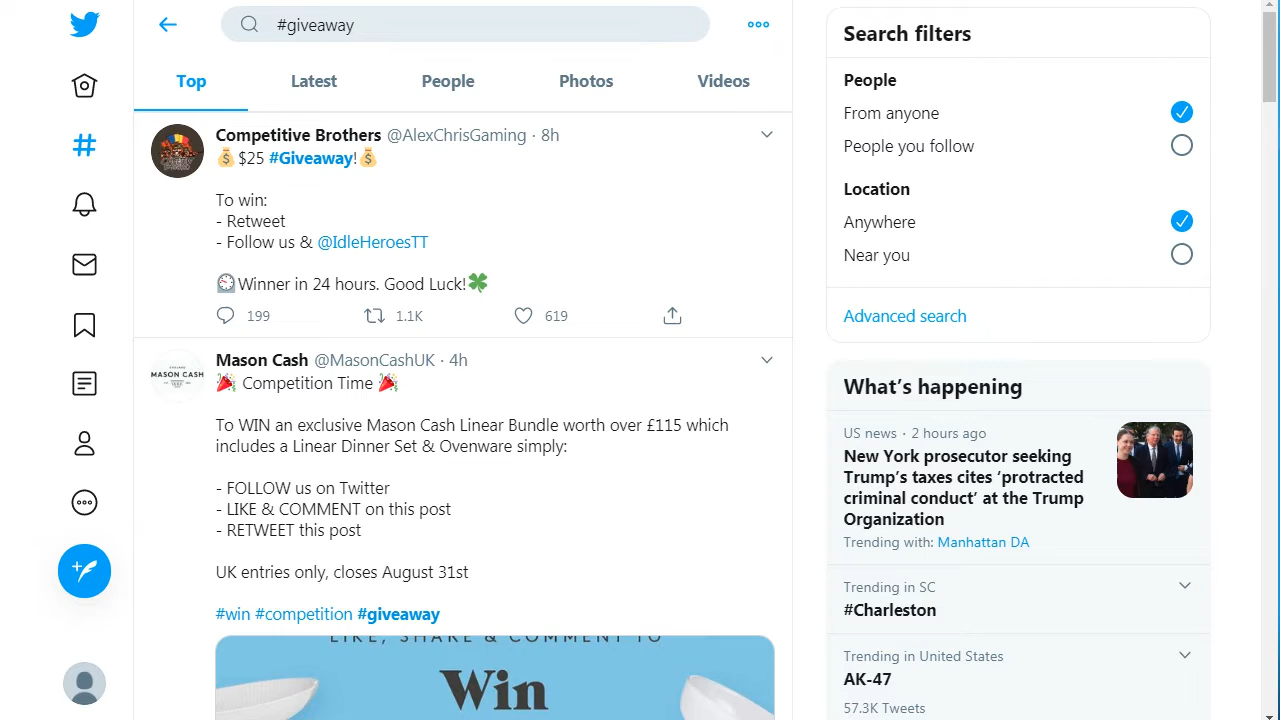 #giveaway
Top
Latest
People
Photos
Videos
Competitive Brothers @AlexChrisGaming · 8h
💰$25 #Giveaway!💰
To win:
- Retweet
- Follow us & @IdleHeroesTT
🕐Winner in 24 hours. Good Luck!🍀
199
1.1K
619
MASON CASH
Mason Cash @MasonCashUK · 4h
🎉 Competition Time 🎉
To WIN an exclusive Mason Cash Linear Bundle worth over £115 which
includes a Linear Dinner Set & Ovenware simply:
- FOLLOW us on Twitter
- LIKE & COMMENT on this post
- RETWEET this post
UK entries only, closes August 31st
#win #competition #giveaway
LIKE, SHARE & COMMENT TO
Win
Search filters
People
From anyone
People you follow
Location
Anywhere
Near you
Advanced search
What's happening
US news · 2 hours ago
New York prosecutor seeking
Trump's taxes cites 'protracted
criminal conduct' at the Trump
Organization
Trending with: Manhattan DA
Trending in SC
#Charleston
Trending in United States
AK-47
57.3K Tweets